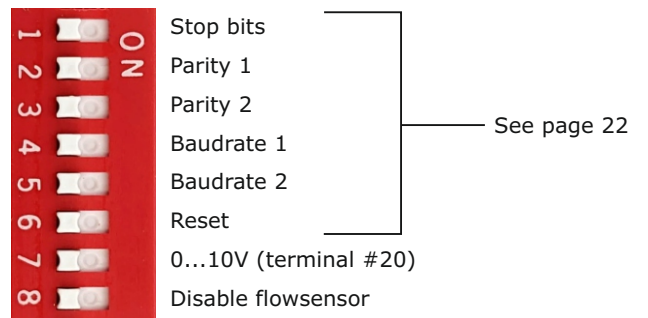 1 Stop bits
2 Parity 1
3 Parity 2
4 Baudrate 1
5 Baudrate 2
6 Reset
7 0...10V (terminal #20)
8 Disable flowsensor
ON
See page 22